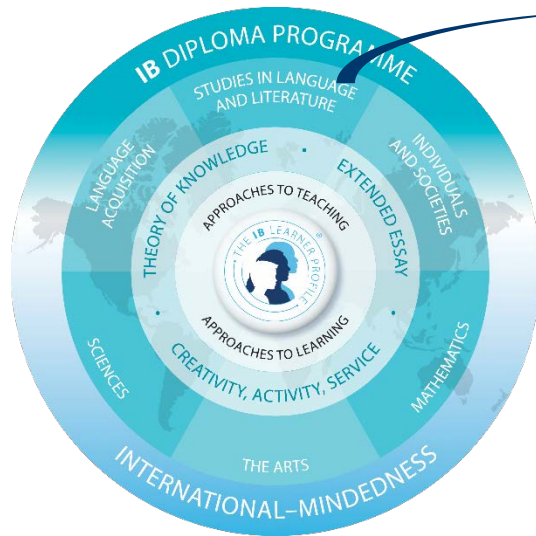 IB DIPLOMA PROGRAMME
STUDIES IN LANGUAGE
AND LITERATURE
LANGUAGE
ACQUISITION
INDIVIDUALS
AND SOCIETIES
THEORY OF KNOWLEDGE
•
EXTENDED ESSAY
•
APPROACHES TO TEACHING
THE IB LEARNER PROFILE
®
APPROACHES TO LEARNING
•
CREATIVITY, ACTIVITY, SERVICE
SCIENCES
MATHEMATICS
THE ARTS
INTERNATIONAL–MINDEDNESS